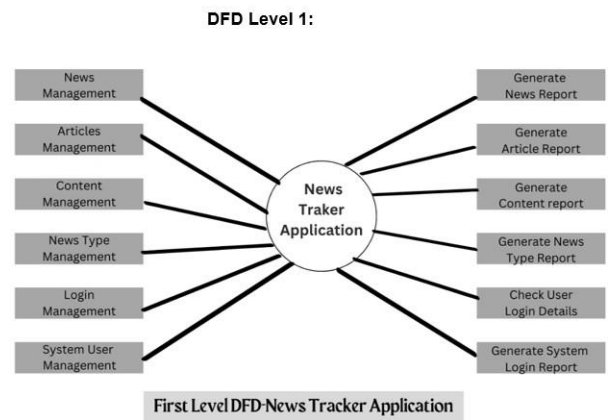 DFD Level 1:
News
Management
Articles
Management
Content
Management
News Type
Management
Login
Management
System User
Management
News
Traker
Application
Generate
News Report
Generate
Article Report
Generate
Content report
Generate News
Type Report
Check User
Login Details
Generate System
Login Report
First Level DFD-News Tracker Application